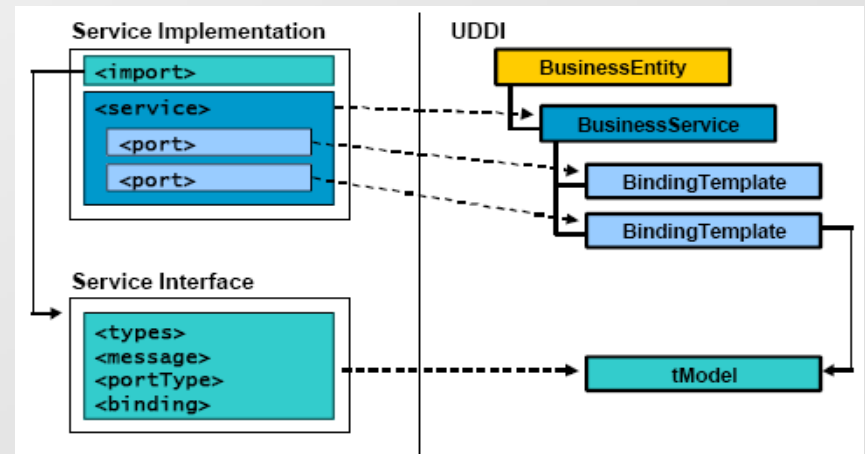 Service Implementation
<import>
<service>
<port>
<port>
Service Interface
<types>
<message>
<portType>
<binding>
UDDI
BusinessEntity
BusinessService
BindingTemplate
BindingTemplate
tModel